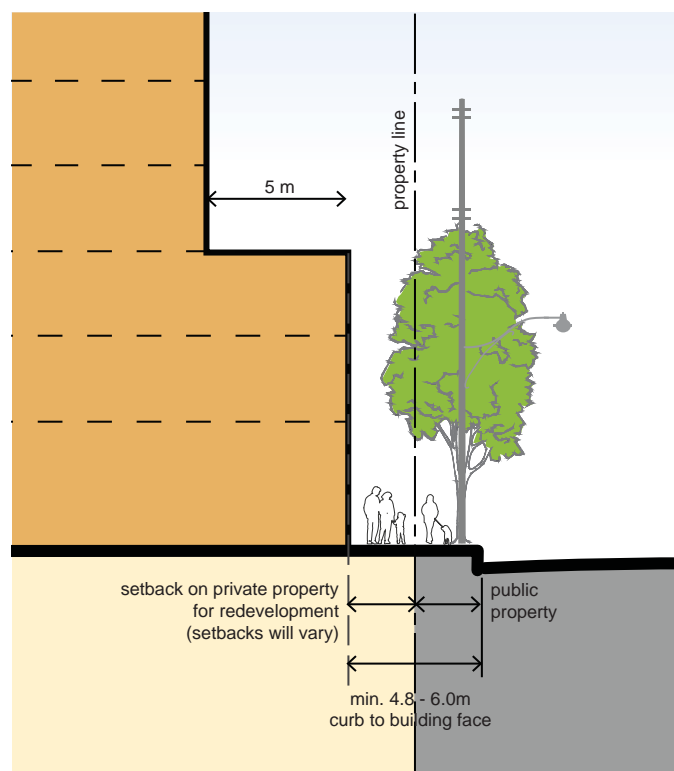 property line
5 m
setback on private property
for redevelopment
(setbacks will vary)
public
property
min. 4.8 - 6.0m
curb to building face